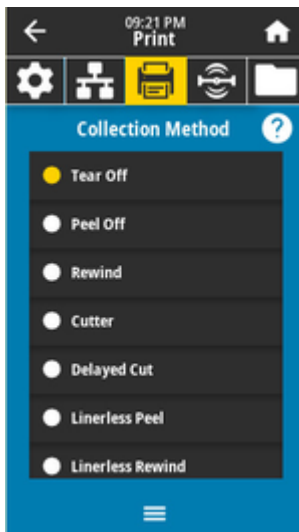 09:21 PM
Print
Collection Method ?
Tear Off
Peel Off
Rewind
Cutter
Delayed Cut
Linerless Peel
Linerless Rewind